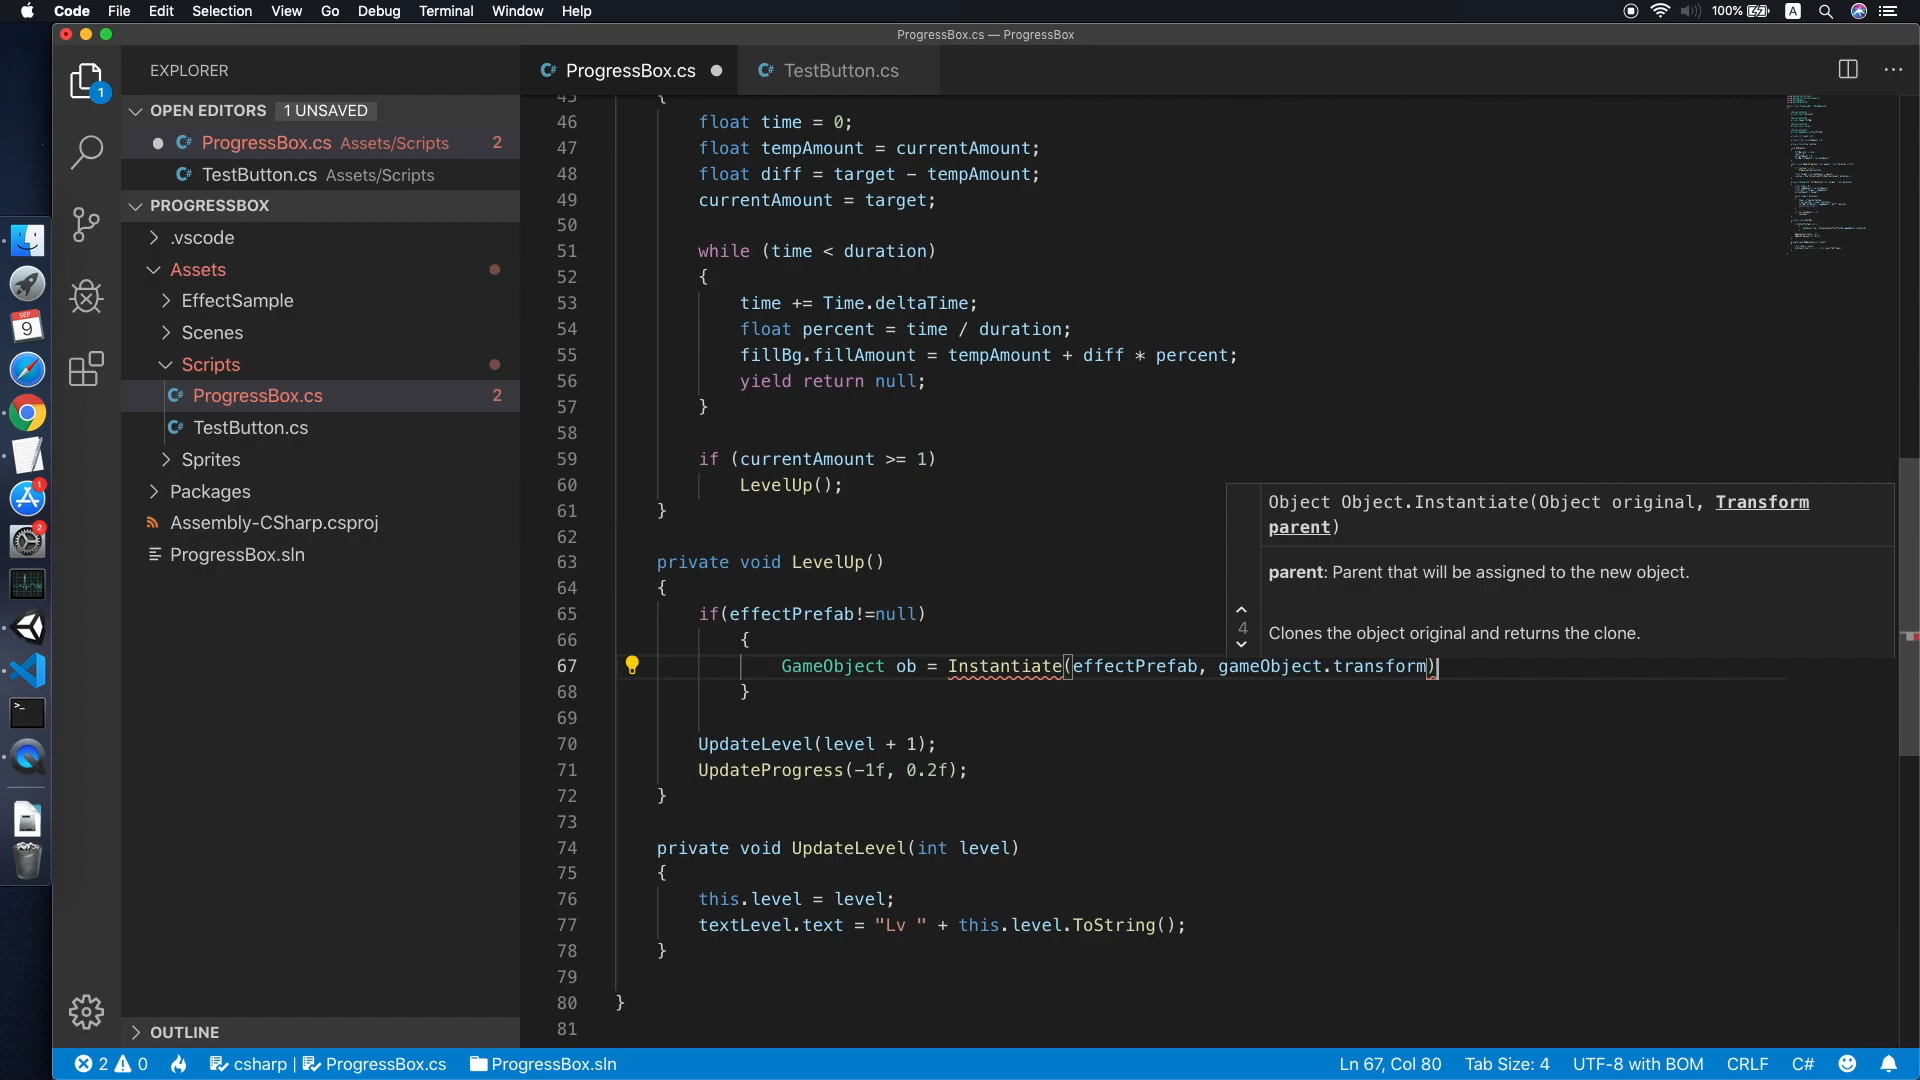 Code File Edit Selection View Go Debug Terminal Window Help 100% A
ProgressBox.cs — ProgressBox
EXPLORER
1
OPEN EDITORS 1 UNSAVED
C# ProgressBox.cs Assets/Scripts 2
C# TestButton.cs Assets/Scripts
PROGRESSBOX
.vscode
Assets
EffectSample
Scenes
Scripts
C# ProgressBox.cs 2
C# TestButton.cs
Sprites
Packages
Assembly-CSharp.csproj
ProgressBox.sln
OUTLINE
SEP
9
1
2
C# ProgressBox.cs
C# TestButton.cs
45 {
46 float time = 0;
47 float tempAmount = currentAmount;
48 float diff = target - tempAmount;
49 currentAmount = target;
50
51 while (time < duration)
52 {
53 time += Time.deltaTime;
54 float percent = time / duration;
55 fillBg.fillAmount = tempAmount + diff * percent;
56 yield return null;
57 }
58
59 if (currentAmount >= 1)
60 LevelUp();
61 }
62
63 private void LevelUp()
64 {
65 if(effectPrefab!=null)
66 {
67 GameObject ob = Instantiate(effectPrefab, gameObject.transform)
68 }
69
70 UpdateLevel(level + 1);
71 UpdateProgress(-1f, 0.2f);
72 }
73
74 private void UpdateLevel(int level)
75 {
76 this.level = level;
77 textLevel.text = "Lv " + this.level.ToString();
78 }
79
80 }
81
Object Object.Instantiate(Object original, Transform
parent)
parent: Parent that will be assigned to the new object.
4
Clones the object original and returns the clone.
2 0 csharp | ProgressBox.cs ProgressBox.sln Ln 67, Col 80 Tab Size: 4 UTF-8 with BOM CRLF C#